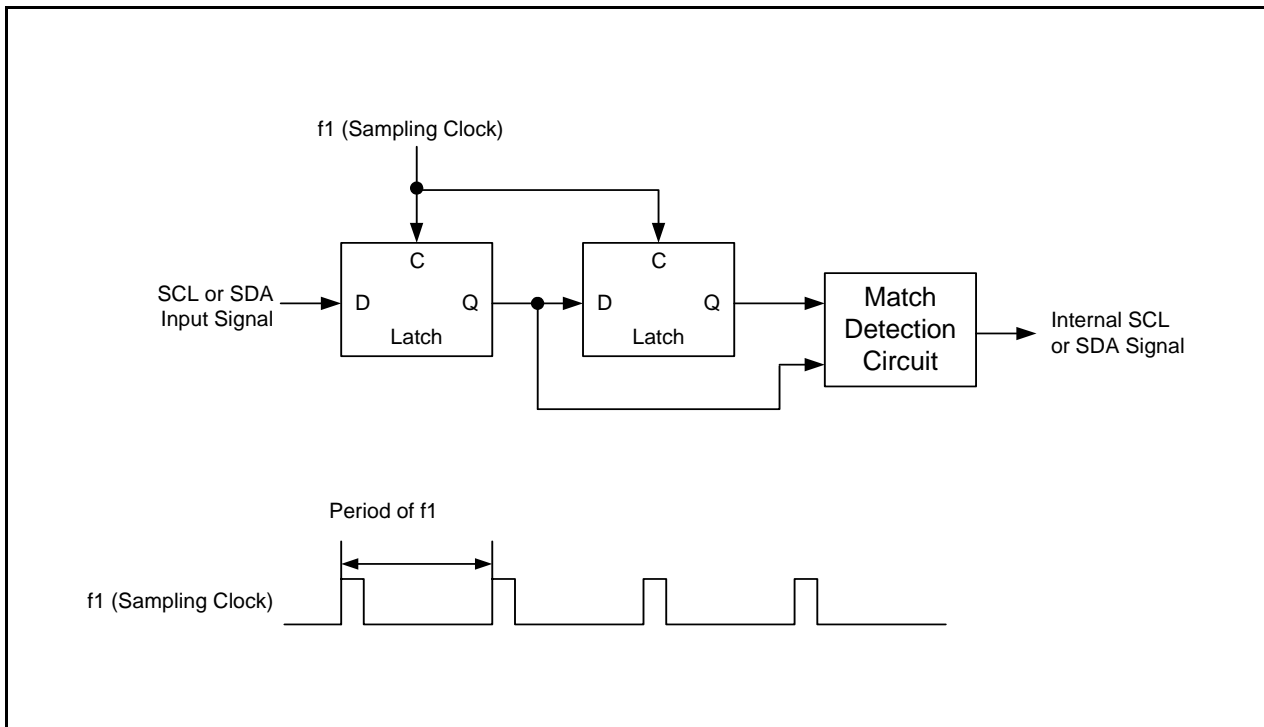 f1 (Sampling Clock)
C
C
SCL or SDA
Input Signal
D
Q
D
Q
Latch
Latch
Match
Detection
Circuit
Internal SCL
or SDA Signal
Period of f1
f1 (Sampling Clock)